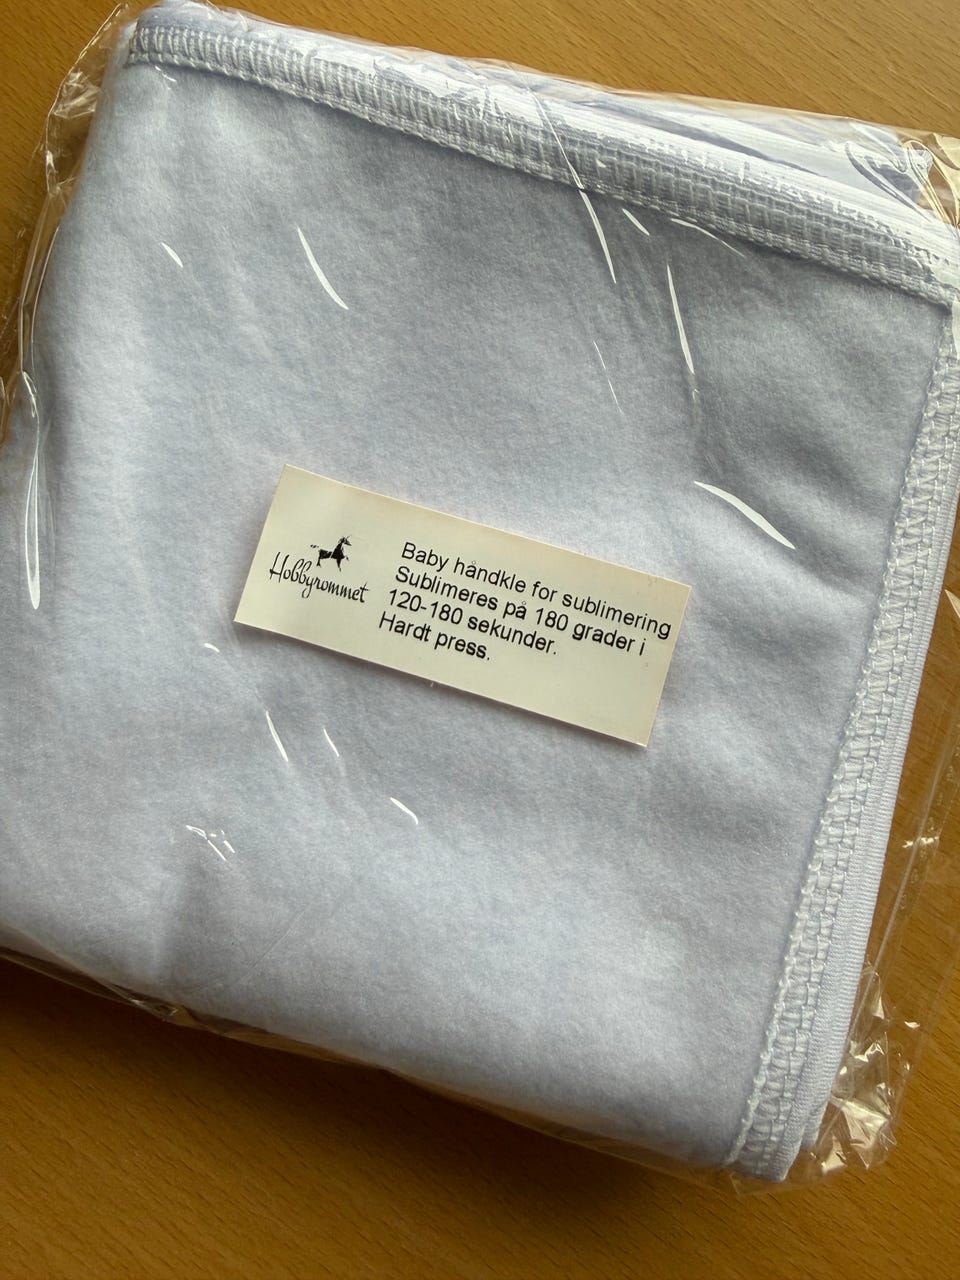 Hobbyrommet
Baby håndkle for sublimering
Sublimeres på 180 grader i
120-180 sekunder.
Hardt press.